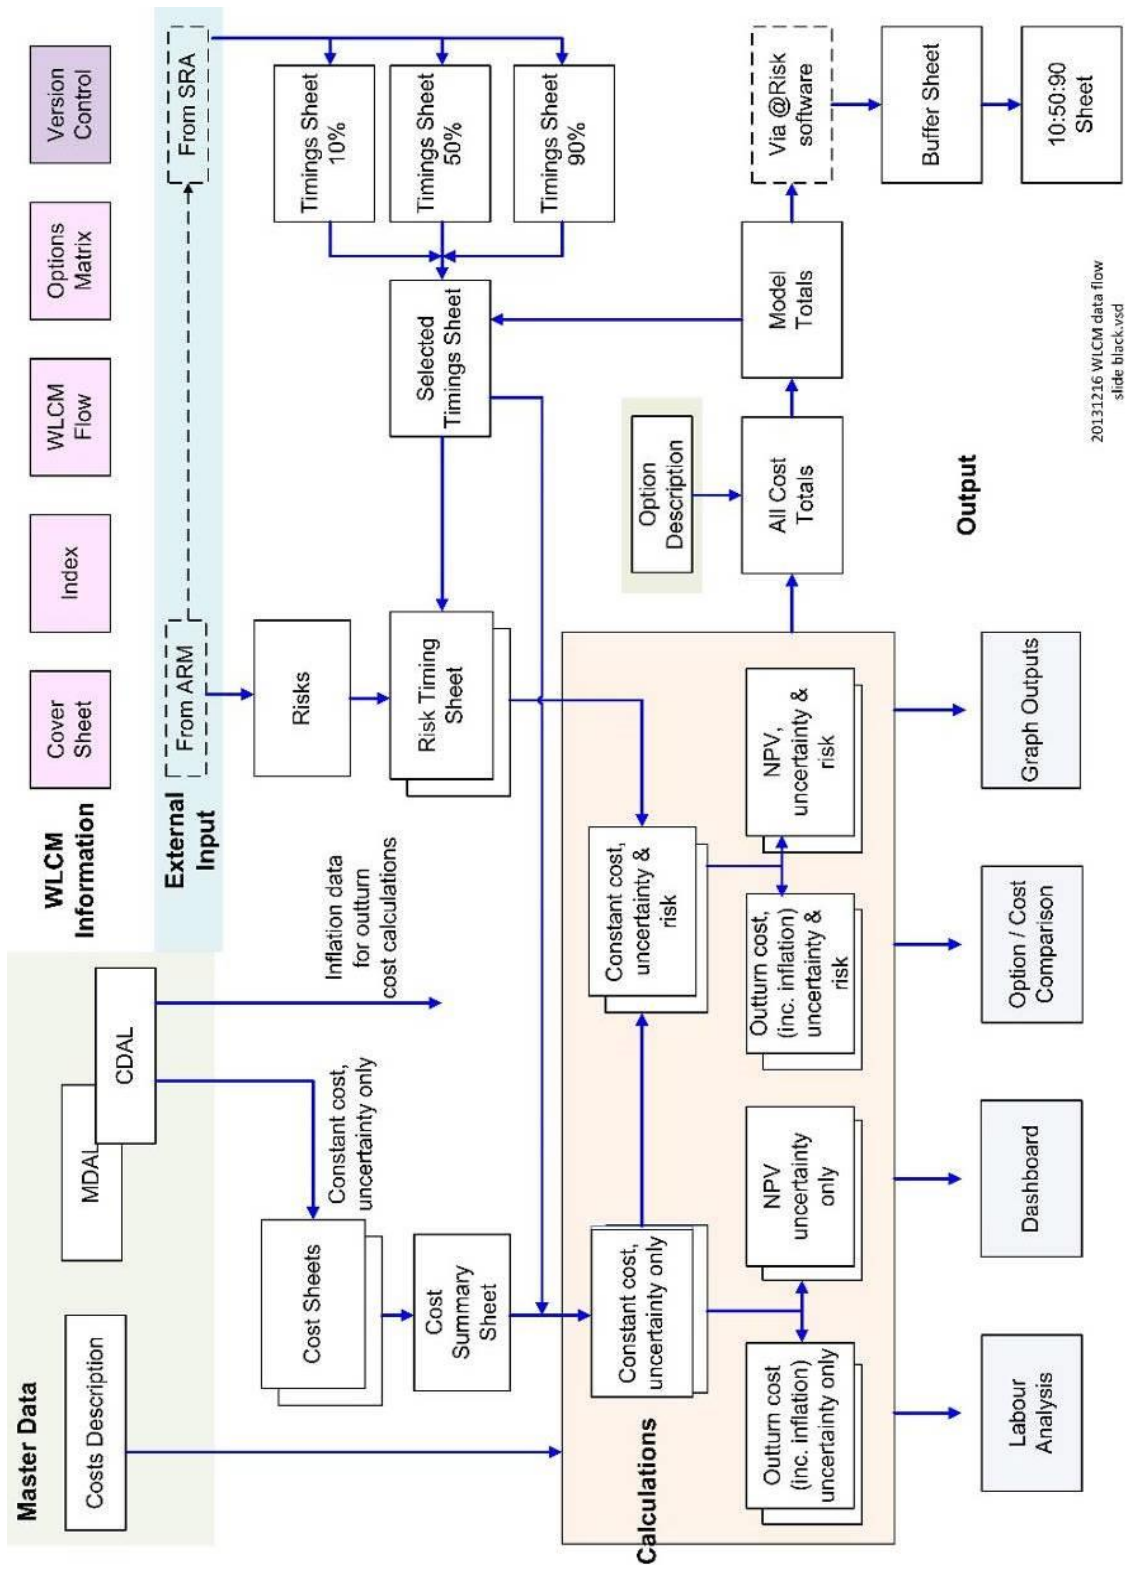 Master Data
Costs Description
MDAL
CDAL
WLCM
Information
Cover
Sheet
Index
WLCM
Flow
Options
Matrix
Version
Control
External
Input
From ARM
From SRA
Cost Sheets
Constant cost,
uncertainty only
Inflation data
for outturn
cost calculations
Risks
Timings Sheet
10%
Timings Sheet
50%
Timings Sheet
90%
Cost
Summary
Sheet
Risk Timing
Sheet
Selected
Timings Sheet
Calculations
Constant cost,
uncertainty only
Constant cost,
uncertainty &
risk
Option
Description
Outturn cost
(inc. inflation)
uncertainty only
NPV
uncertainty
only
Outturn cost,
(inc. inflation)
uncertainty &
risk
NPV,
uncertainty &
risk
All Cost
Totals
Model
Totals
Via @Risk
software
Buffer Sheet
10:50:90
Sheet
Output
Labour
Analysis
Dashboard
Option / Cost
Comparison
Graph Outputs
20131216 WLCM data flow
slide black.vsd